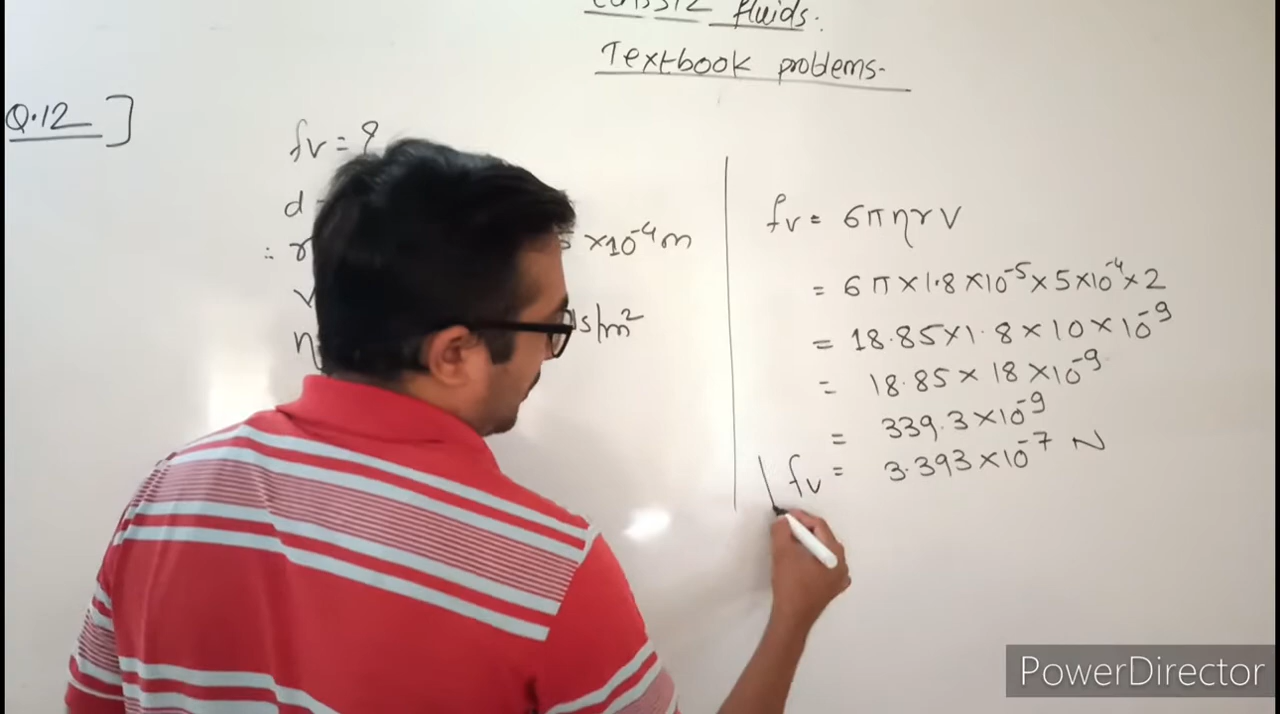 fluids:
Textbook problems-
Q.12 ]
fv = ?
d
∴ r ×10⁻⁴m
v
η s/m²
fv = 6πηrv
= 6π×1.8×10⁻⁵×5×10⁻⁴×2
= 18.85×1.8×10×10⁻⁹
= 18.85×18×10⁻⁹
= 339.3×10⁻⁹
fv = 3.393×10⁻⁷ N
PowerDirector